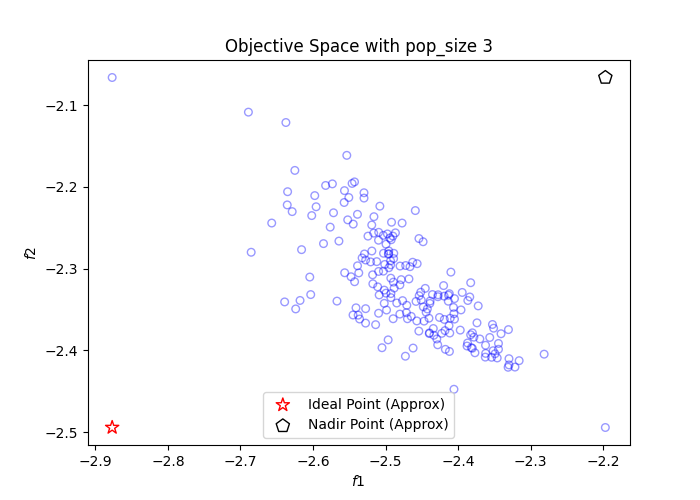 Objective Space with pop_size 3
−2.1
−2.2
−2.3
−2.4
−2.5
f2
Ideal Point (Approx)
Nadir Point (Approx)
−2.9 −2.8 −2.7 −2.6 −2.5 −2.4 −2.3 −2.2
f1